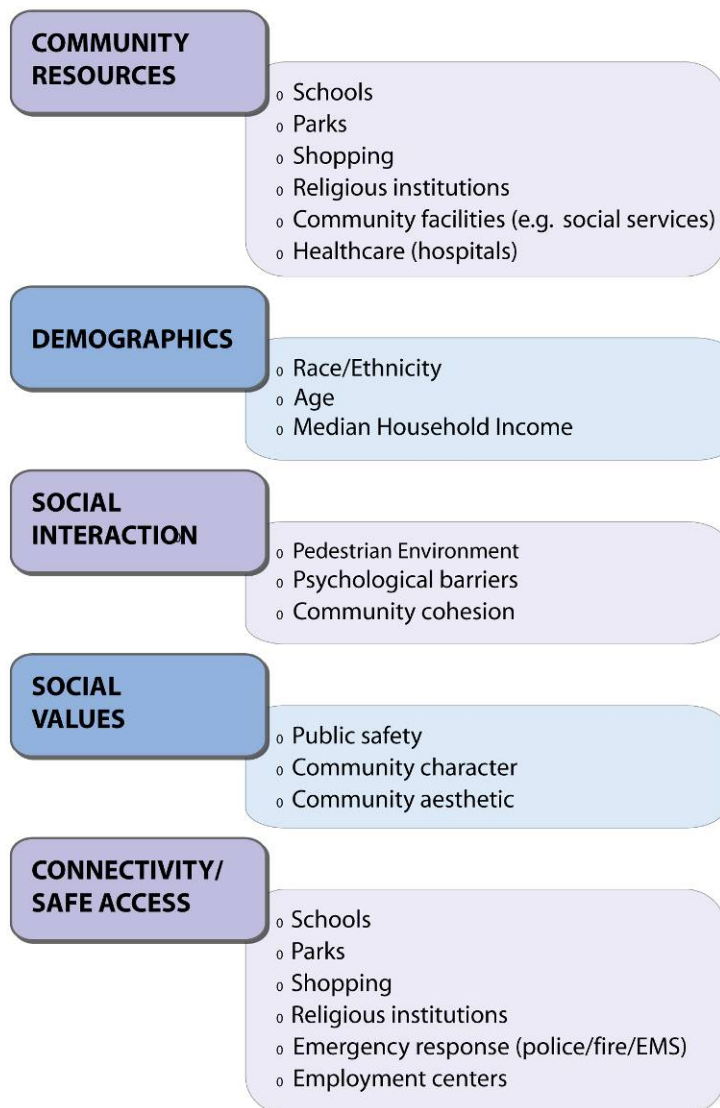 COMMUNITY
RESOURCES
o Schools
o Parks
o Shopping
o Religious institutions
o Community facilities (e.g. social services)
o Healthcare (hospitals)
DEMOGRAPHICS
o Race/Ethnicity
o Age
o Median Household Income
SOCIAL
INTERACTION
o Pedestrian Environment
o Psychological barriers
o Community cohesion
SOCIAL
VALUES
o Public safety
o Community character
o Community aesthetic
CONNECTIVITY/
SAFE ACCESS
o Schools
o Parks
o Shopping
o Religious institutions
o Emergency response (police/fire/EMS)
o Employment centers